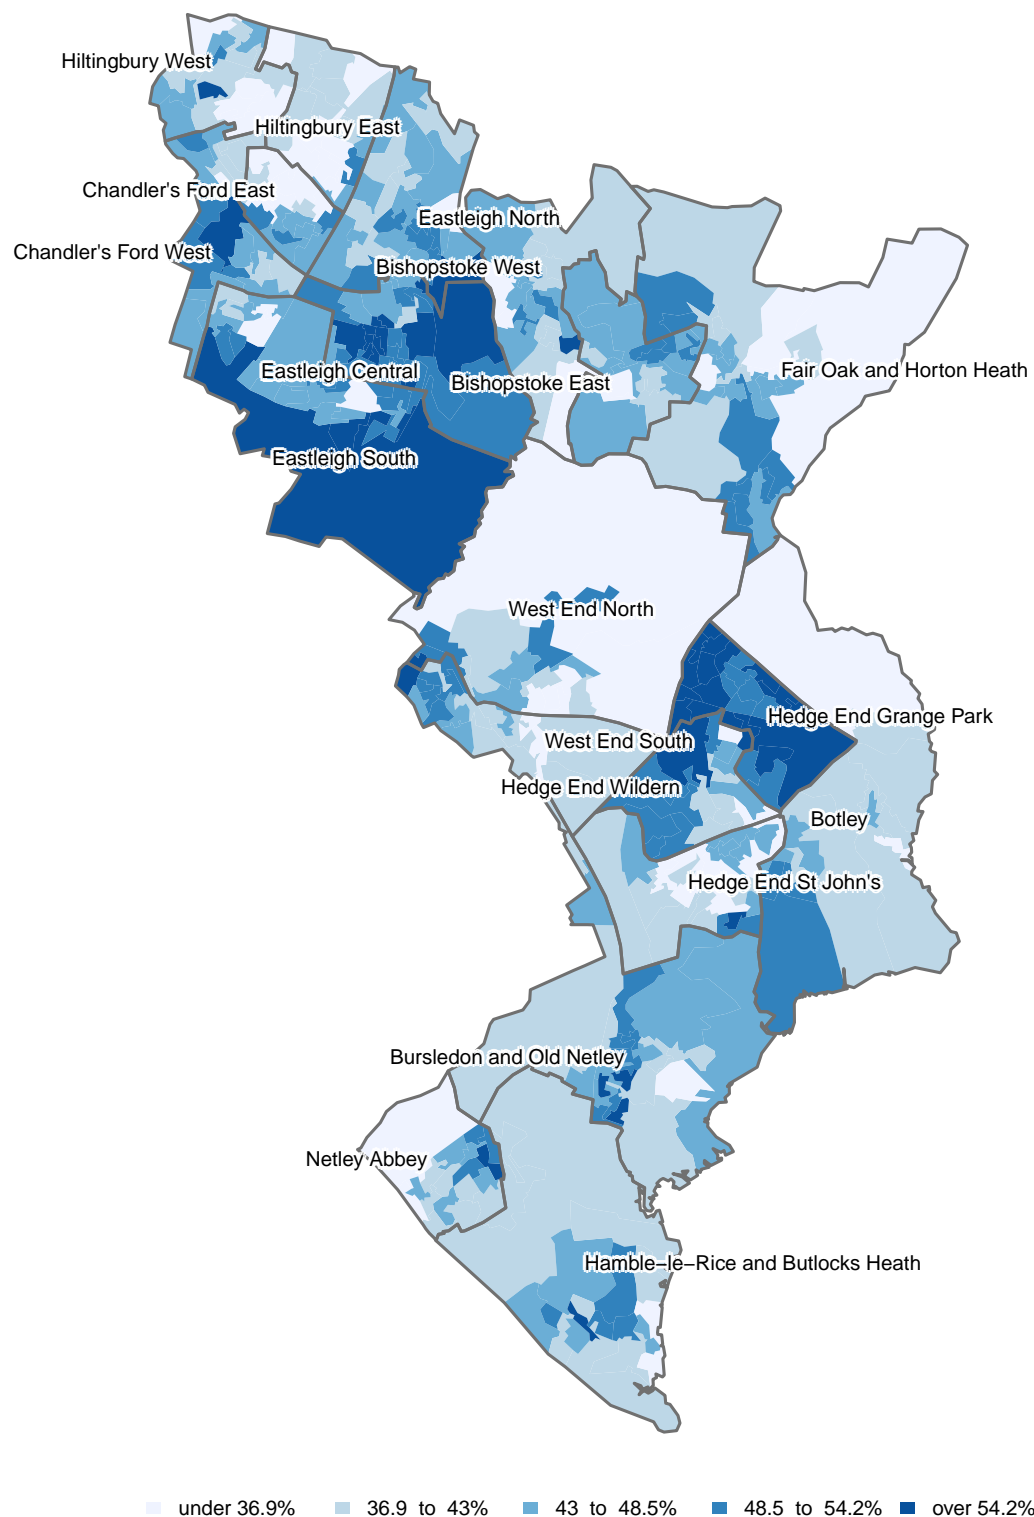 Hiltingbury West
Hiltingbury East
Chandler's Ford East
Eastleigh North
Chandler's Ford West
Bishopstoke West
Eastleigh Central
Bishopstoke East
Fair Oak and Horton Heath
Eastleigh South
West End North
Hedge End Grange Park
West End South
Hedge End Wildern
Botley
Hedge End St John's
Bursledon and Old Netley
Netley Abbey
Hamble−le−Rice and Butlocks Heath
under 36.9% 36.9 to 43% 43 to 48.5% 48.5 to 54.2% over 54.2%